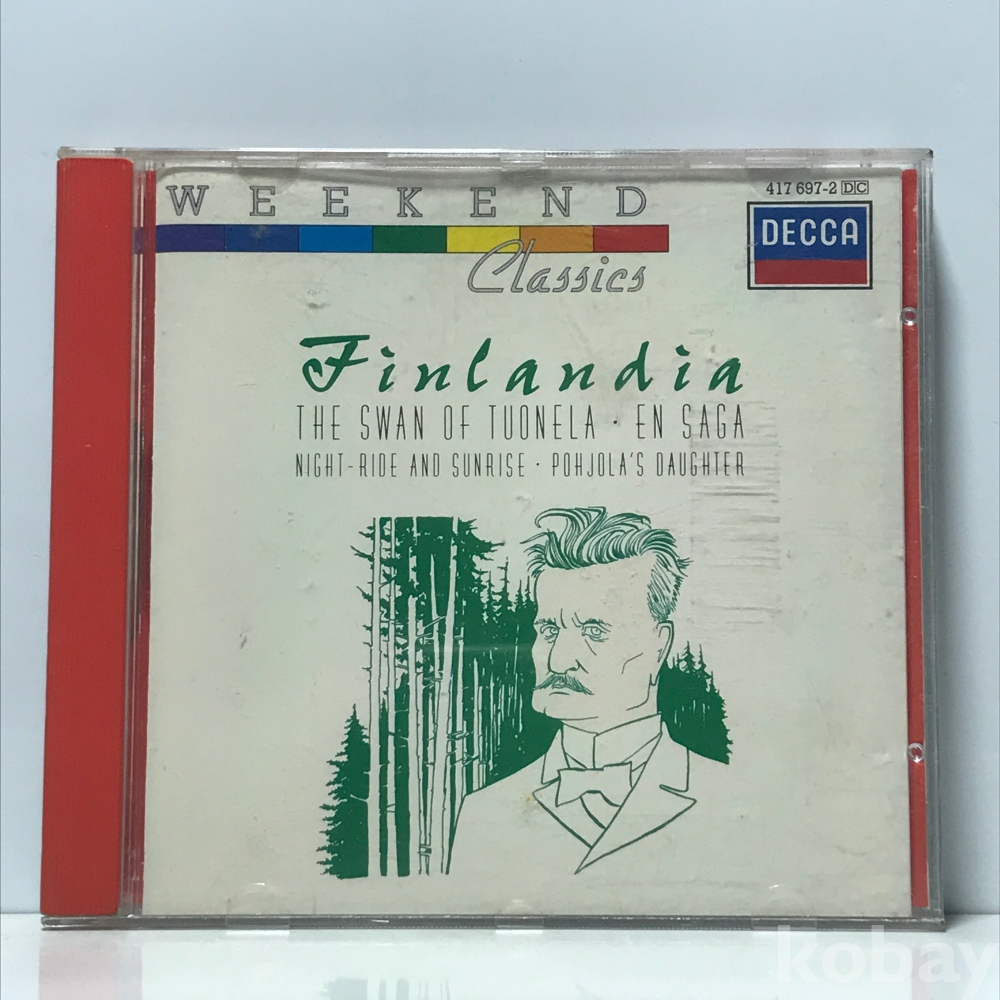 WEEKEND
Classics
417 697-2 DC
DECCA
Finlandia
THE SWAN OF TUONELA · EN SAGA
NIGHT-RIDE AND SUNRISE · POHJOLA'S DAUGHTER
kobay